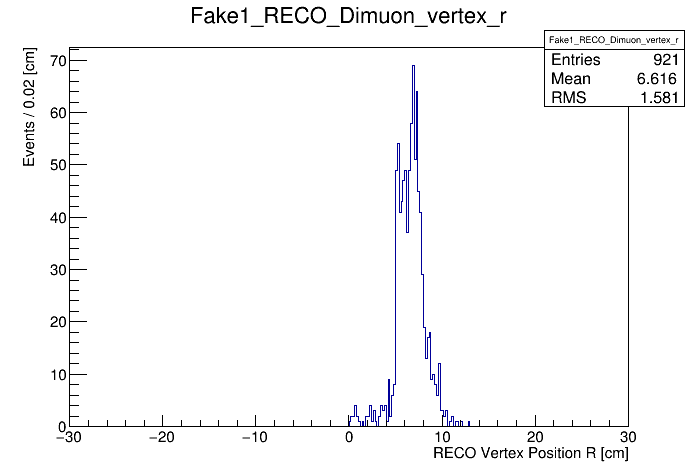 Fake1_RECO_Dimuon_vertex_r
Fake1_RECO_Dimuon_vertex_r
Entries 921
Mean 6.616
RMS 1.581
Events / 0.02 [cm]
70
60
50
40
30
20
10
0
−30 −20 −10 0 10 20 30
RECO Vertex Position R [cm]